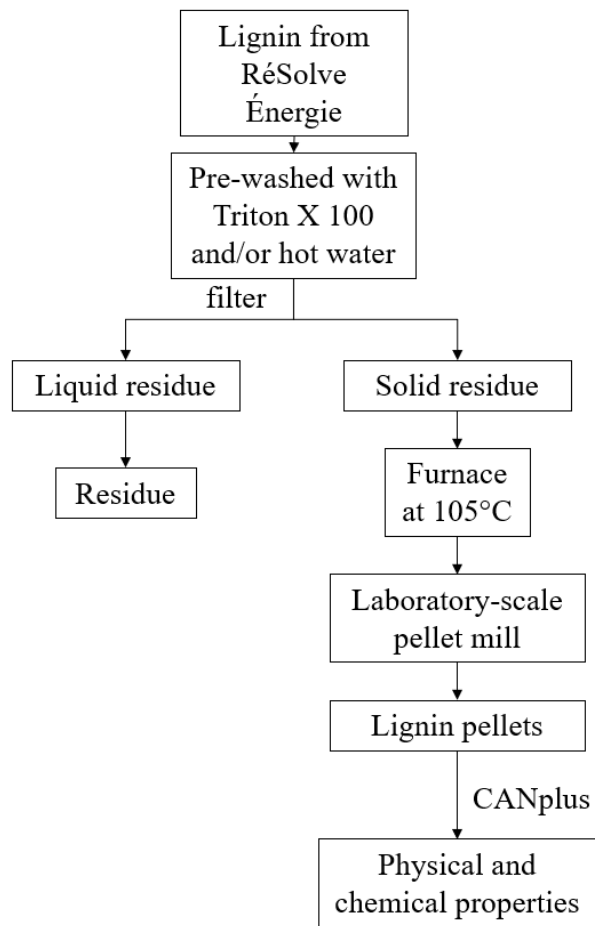 Lignin from
RéSolve
Énergie
Pre-washed with
Triton X 100
and/or hot water
filter
Liquid residue
Solid residue
Residue
Furnace
at 105°C
Laboratory-scale
pellet mill
Lignin pellets
CANplus
Physical and
chemical properties